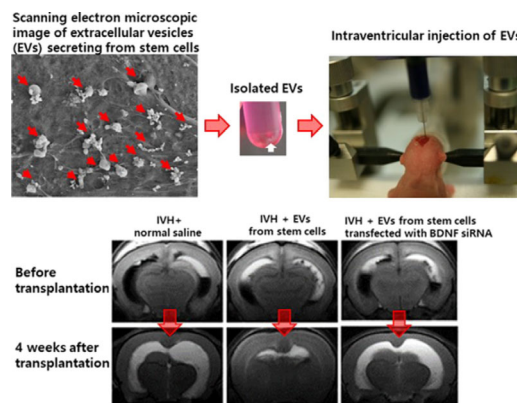 Scanning electron microscopic
image of extracellular vesicles
(EVs) secreting from stem cells
Isolated EVs
Intraventricular injection of EVs
IVH+
normal saline
IVH + EVs
from stem cells
IVH + EVs from stem cells
transfected with BDNF siRNA
Before
transplantation
4 weeks after
transplantation